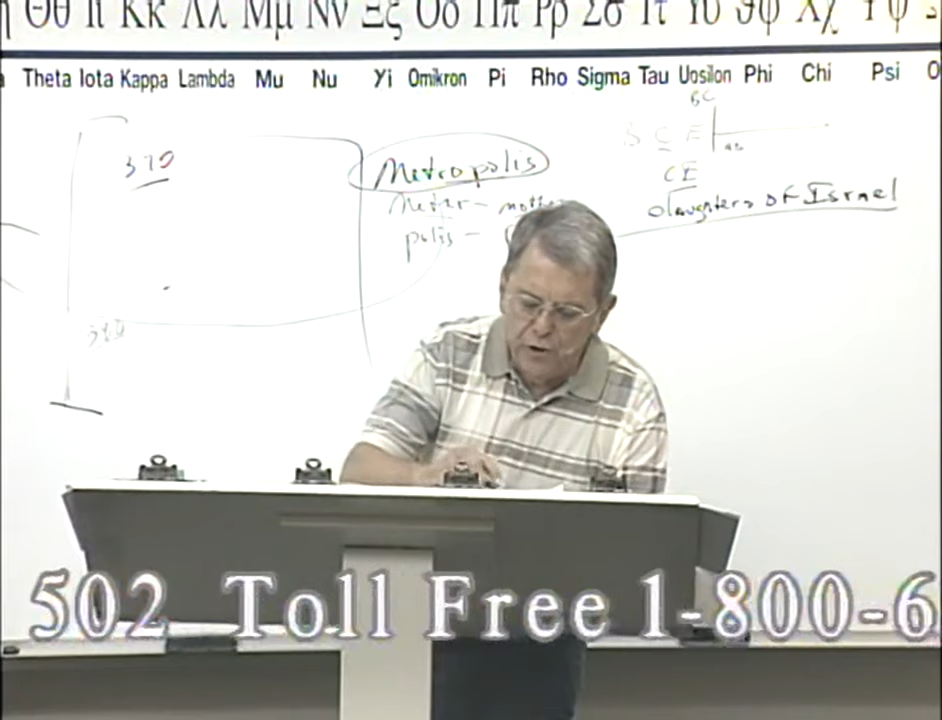 Θθ Ιι Κκ Λλ Μμ Νν Ξξ Οο Ππ Ρρ Σσ Ττ Υυ Φφ Χχ Ψψ
Theta Iota Kappa Lambda Mu Nu Yi Omikron Pi Rho Sigma Tau Uosilon Phi Chi Psi O
BC
B C E
370
Metropolis
CE
Meter - mother
daughters of Israel
polis -
380
502 Toll Free 1-800-6